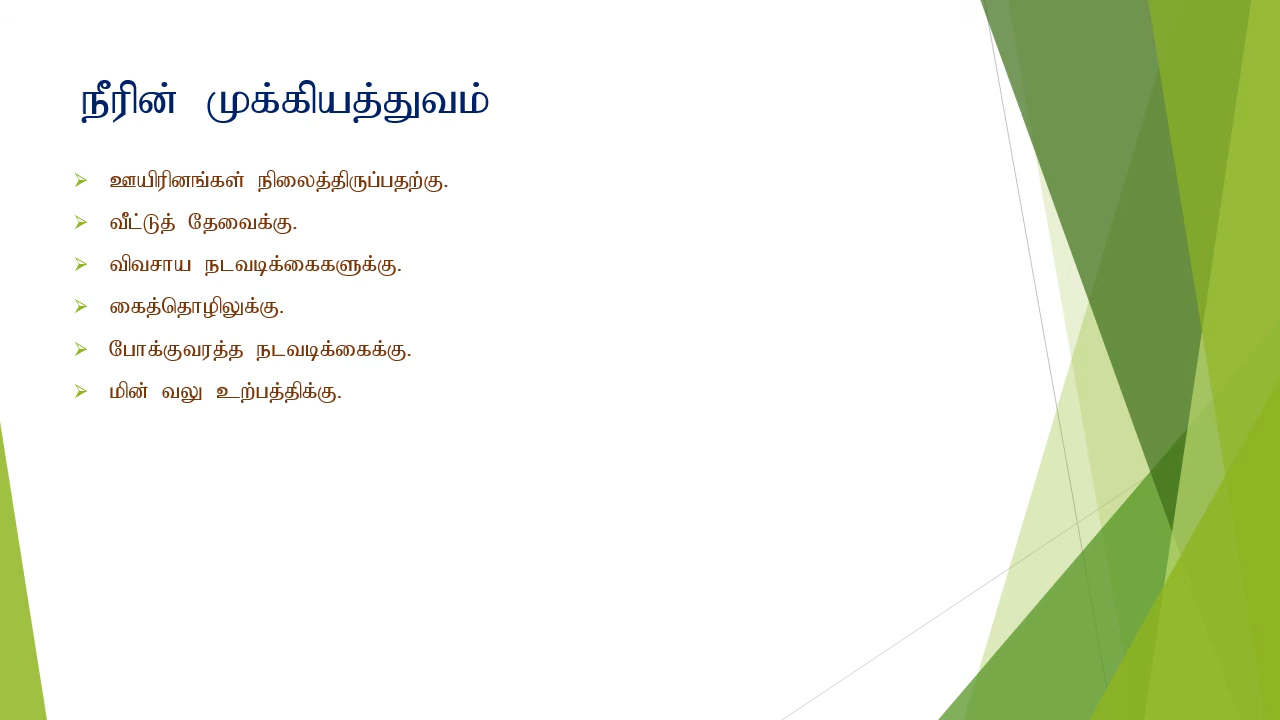 நீரின் முக்கியத்துவம்
ஊயிரினங்கள் நிலைத்திருப்பதற்கு.
வீட்டுத் தேவைக்கு.
விவசாய நடவடிக்கைகளுக்கு.
கைத்தொழிலுக்கு.
போக்குவரத்த நடவடிக்கைக்கு.
மின் வலு உற்பத்திக்கு.